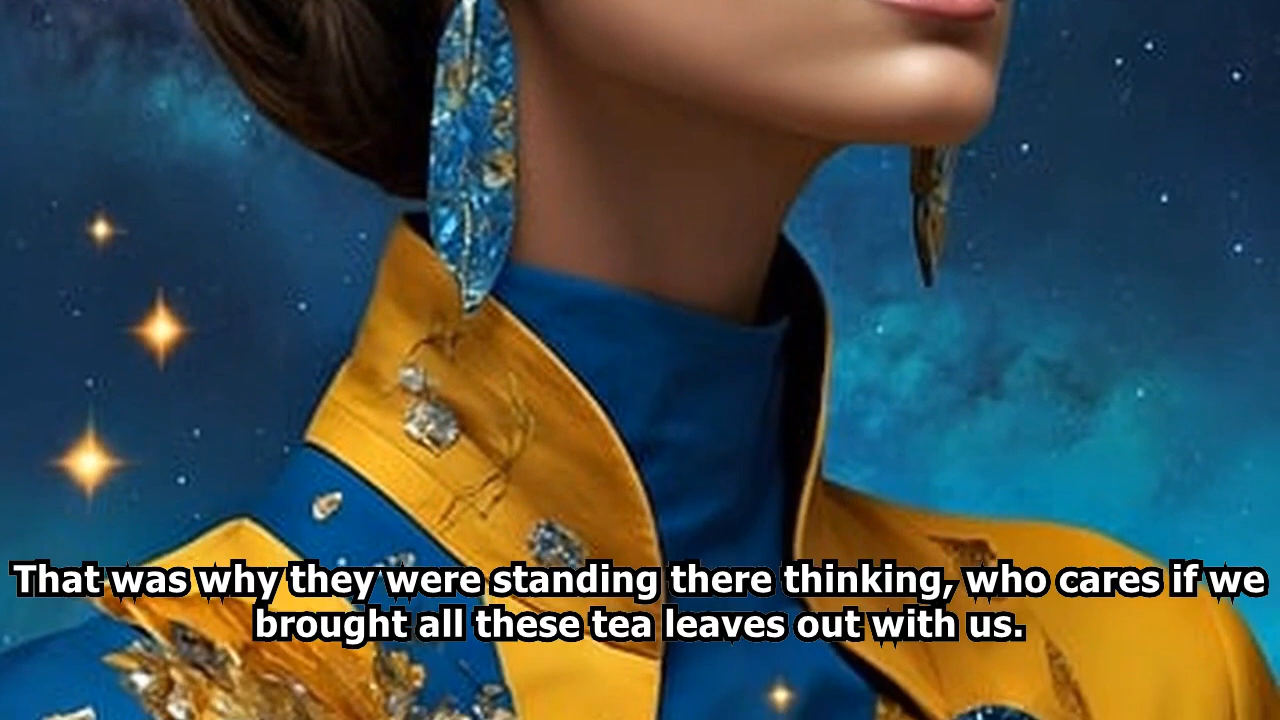 That was why they were standing there thinking, who cares if we
brought all these tea leaves out with us.